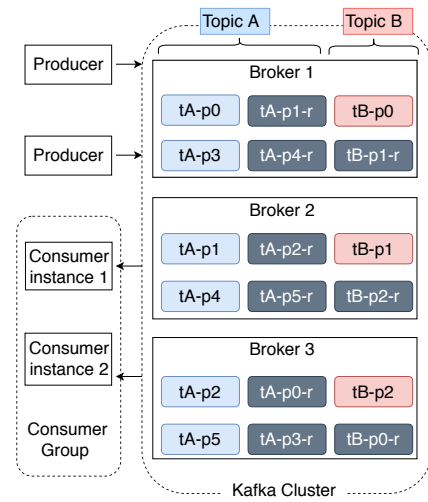 Topic A
Topic B
Producer
Broker 1
tA-p0
tA-p1-r
tB-p0
Producer
tA-p3
tA-p4-r
tB-p1-r
Broker 2
Consumer
instance 1
tA-p1
tA-p2-r
tB-p1
tA-p4
tA-p5-r
tB-p2-r
Consumer
instance 2
Broker 3
tA-p2
tA-p0-r
tB-p2
Consumer
Group
tA-p5
tA-p3-r
tB-p0-r
Kafka Cluster